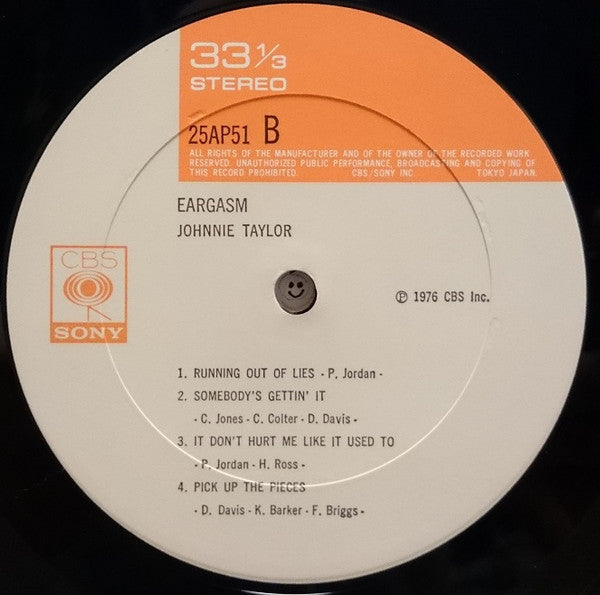 33 1/3
STEREO
25AP51 B
ALL RIGHTS OF THE MANUFACTURER AND OF THE OWNER OF THE RECORDED WORK
RESERVED. UNAUTHORIZED PUBLIC PERFORMANCE, BROADCASTING AND COPYING OF
THIS RECORD PROHIBITED. CBS/SONY INC. TOKYO JAPAN.
EARGASM
JOHNNIE TAYLOR
CBS
SONY
℗ 1976 CBS Inc.
1. RUNNING OUT OF LIES - P. Jordan -
2. SOMEBODY'S GETTIN' IT
- C. Jones - C. Colter - D. Davis -
3. IT DON'T HURT ME LIKE IT USED TO
- P. Jordan - H. Ross -
4. PICK UP THE PIECES
- D. Davis - K. Barker - F. Briggs -